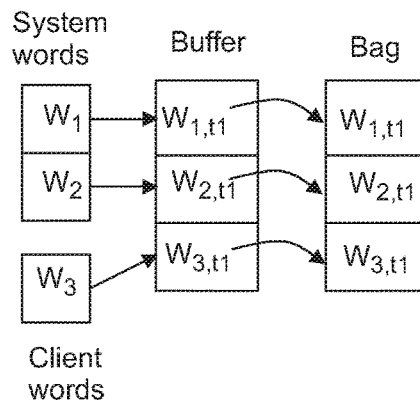 System
words
Buffer
Bag
W1
W1,t1
W1,t1
W2
W2,t1
W2,t1
W3
W3,t1
W3,t1
Client
words